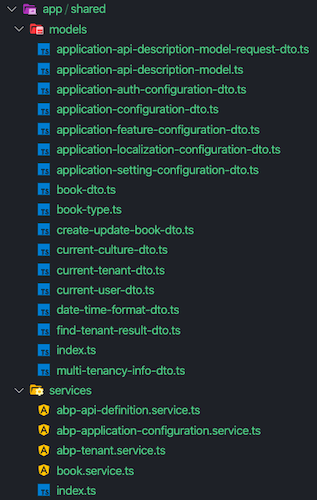 app / shared
models
application-api-description-model-request-dto.ts
application-api-description-model.ts
application-auth-configuration-dto.ts
application-configuration-dto.ts
application-feature-configuration-dto.ts
application-localization-configuration-dto.ts
application-setting-configuration-dto.ts
book-dto.ts
book-type.ts
create-update-book-dto.ts
current-culture-dto.ts
current-tenant-dto.ts
current-user-dto.ts
date-time-format-dto.ts
find-tenant-result-dto.ts
index.ts
multi-tenancy-info-dto.ts
services
abp-api-definition.service.ts
abp-application-configuration.service.ts
abp-tenant.service.ts
book.service.ts
index.ts